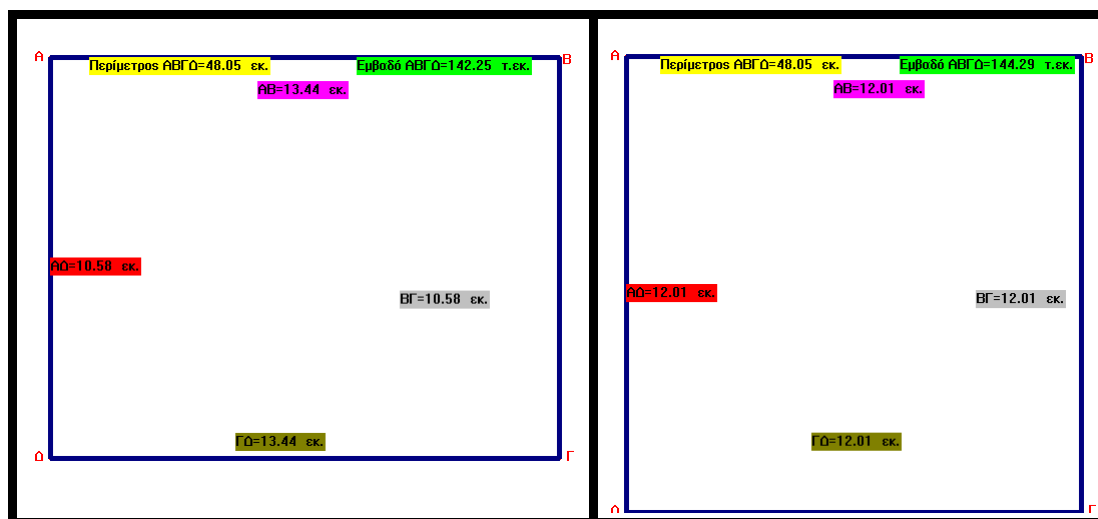 Α
Β
Περίμετρος ΑΒΓΔ=48.05 εκ.
Εμβαδό ΑΒΓΔ=142.25 τ.εκ.
ΑΒ=13.44 εκ.
ΑΔ=10.58 εκ.
ΒΓ=10.58 εκ.
ΓΔ=13.44 εκ.
Δ
Γ
Α
Β
Περίμετρος ΑΒΓΔ=48.05 εκ.
Εμβαδό ΑΒΓΔ=144.29 τ.εκ.
ΑΒ=12.01 εκ.
ΑΔ=12.01 εκ.
ΒΓ=12.01 εκ.
ΓΔ=12.01 εκ.
Δ
Γ